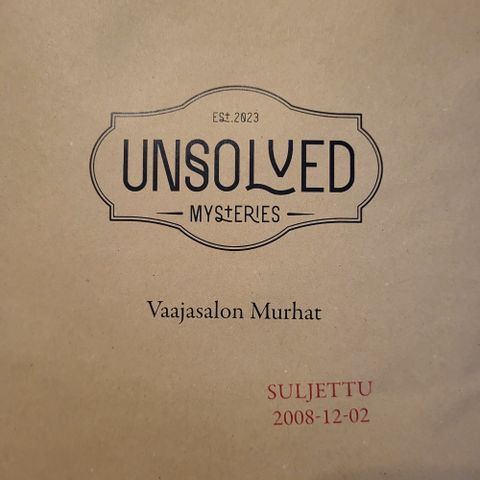 EST.2023
UNSOLVED
MYSTERIES
Vaajasalon Murhat
SULJETTU
2008-12-02